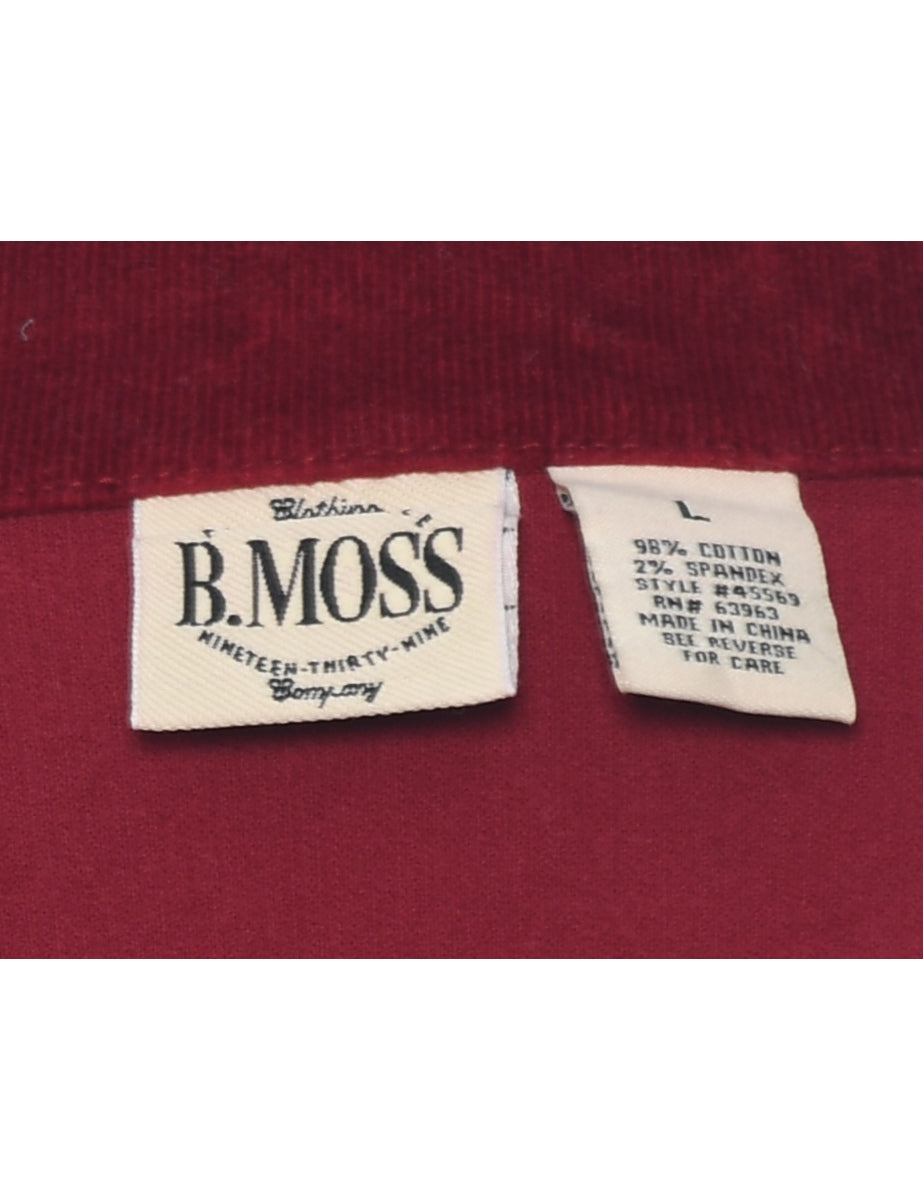 Clothing
B.MOSS
NINETEEN-THIRTY-NINE
Company
L
98% COTTON
2% SPANDEX
STYLE #45569
RN# 63963
MADE IN CHINA
SEE REVERSE
FOR CARE